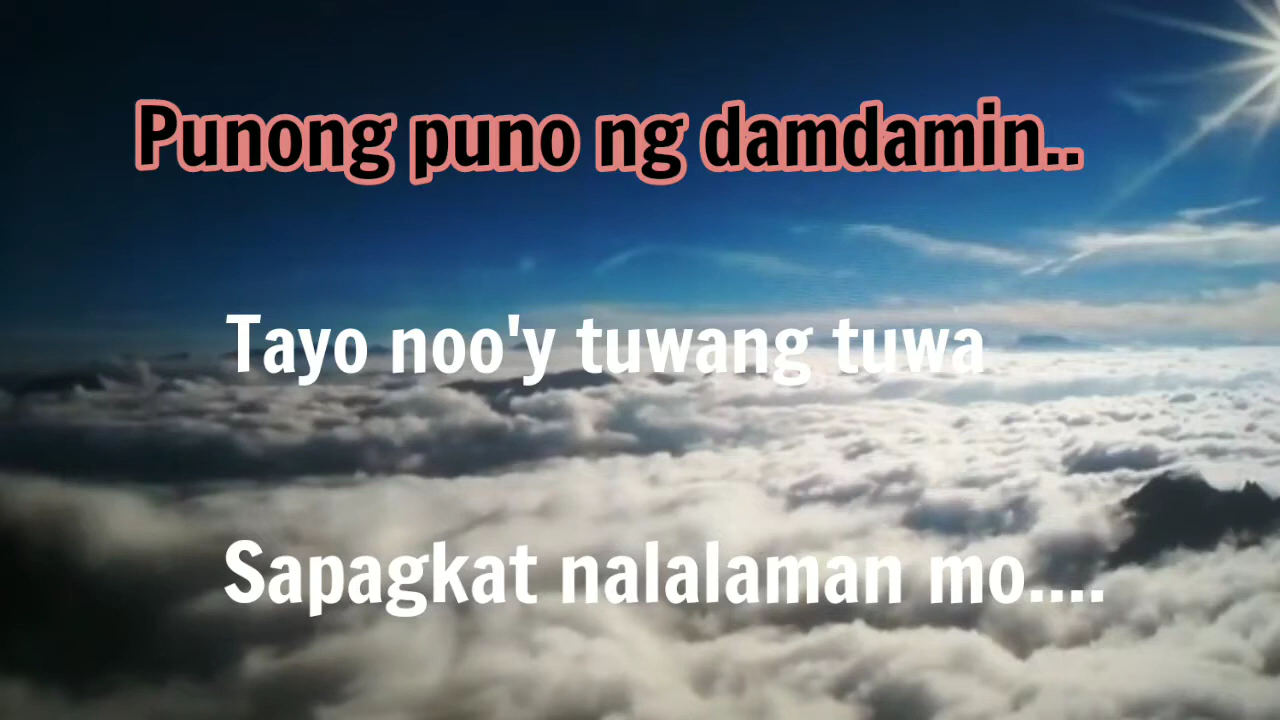 Punong puno ng damdamin..
Tayo noo'y tuwang tuwa
Sapagkat nalalaman mo....